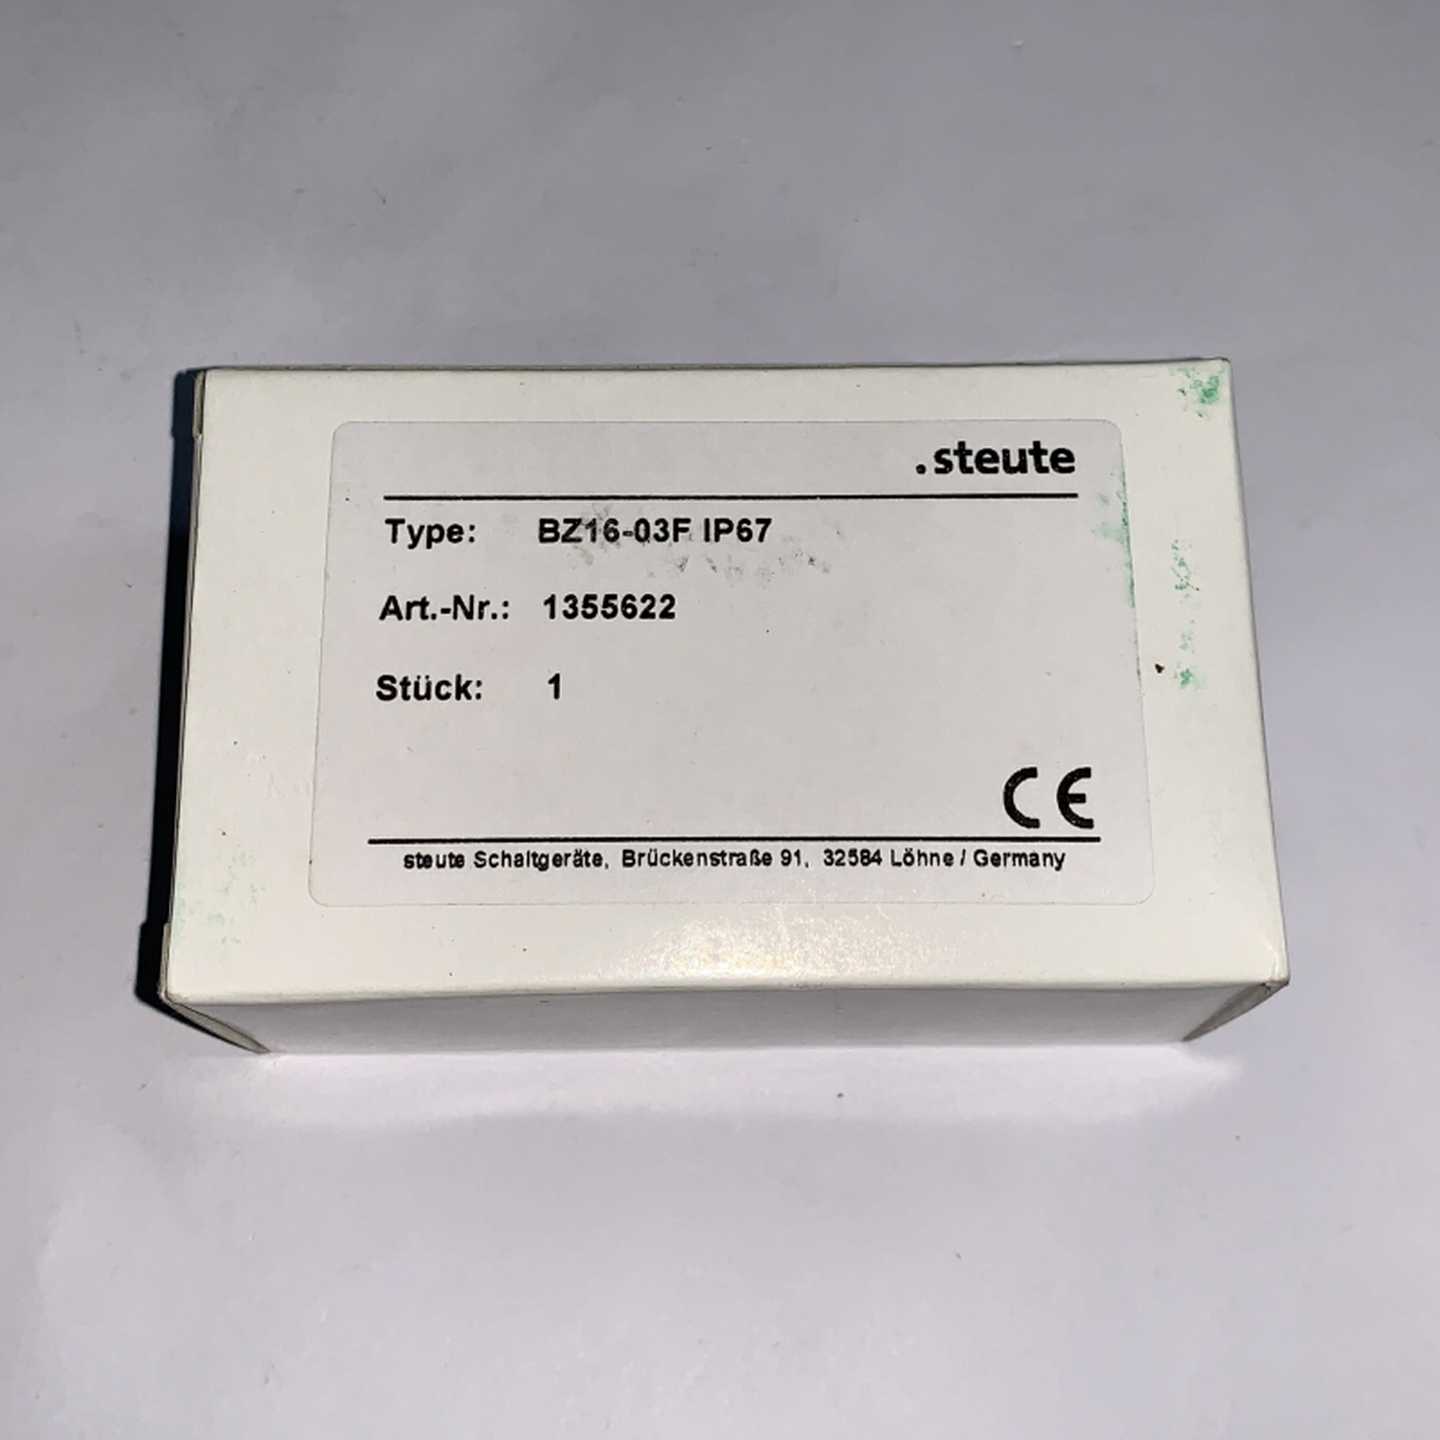 .steute
Type: BZ16-03F IP67
Art.-Nr.: 1355622
Stück: 1
CE
steute Schaltgeräte, Brückenstraße 91, 32584 Löhne / Germany